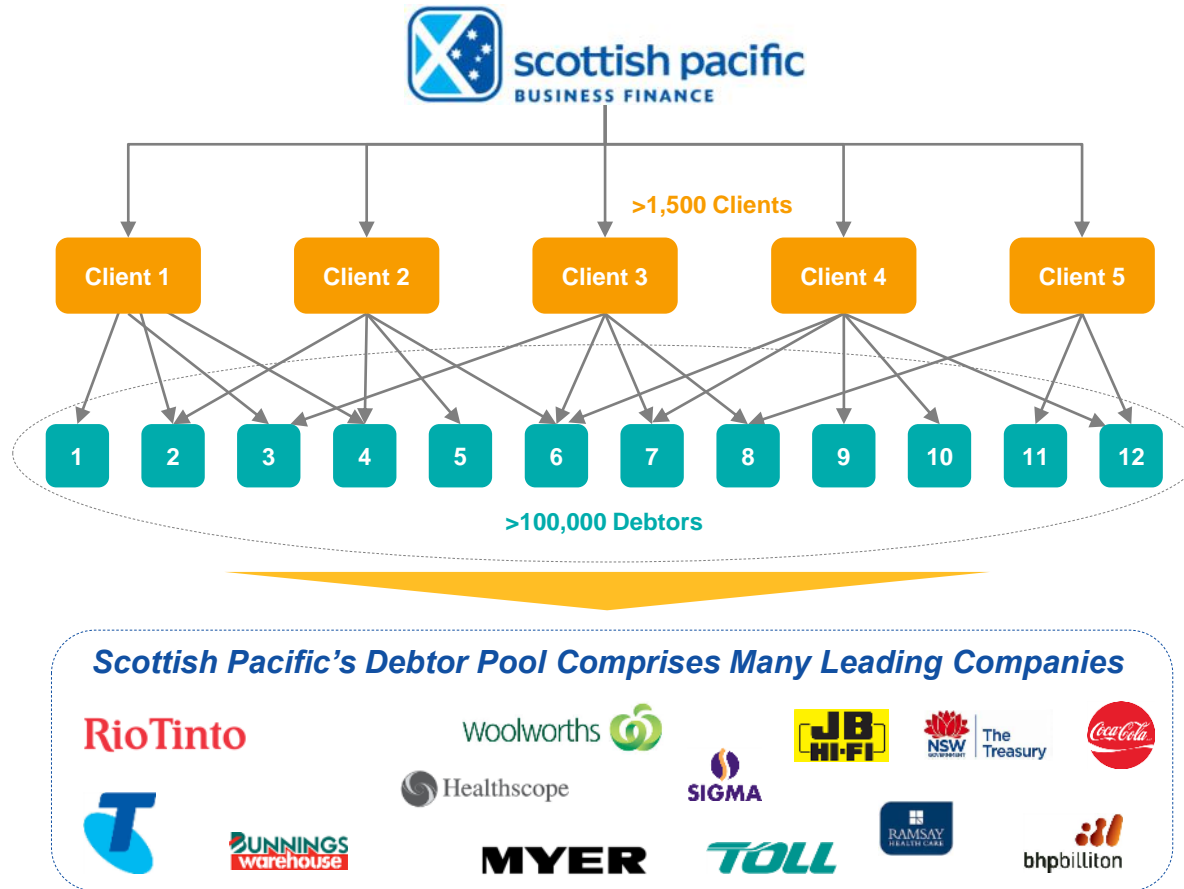 scottish pacific
BUSINESS FINANCE
>1,500 Clients
Client 1
Client 2
Client 3
Client 4
Client 5
1
2
3
4
5
6
7
8
9
10
11
12
>100,000 Debtors
Scottish Pacific's Debtor Pool Comprises Many Leading Companies
RioTinto
Woolworths
JB
HI-FI
NSW
GOVERNMENT
The
Treasury
Coca-Cola
Healthscope
SIGMA
T
BUNNINGS
warehouse
MYER
TOLL
RAMSAY
HEALTH CARE
bhpbilliton